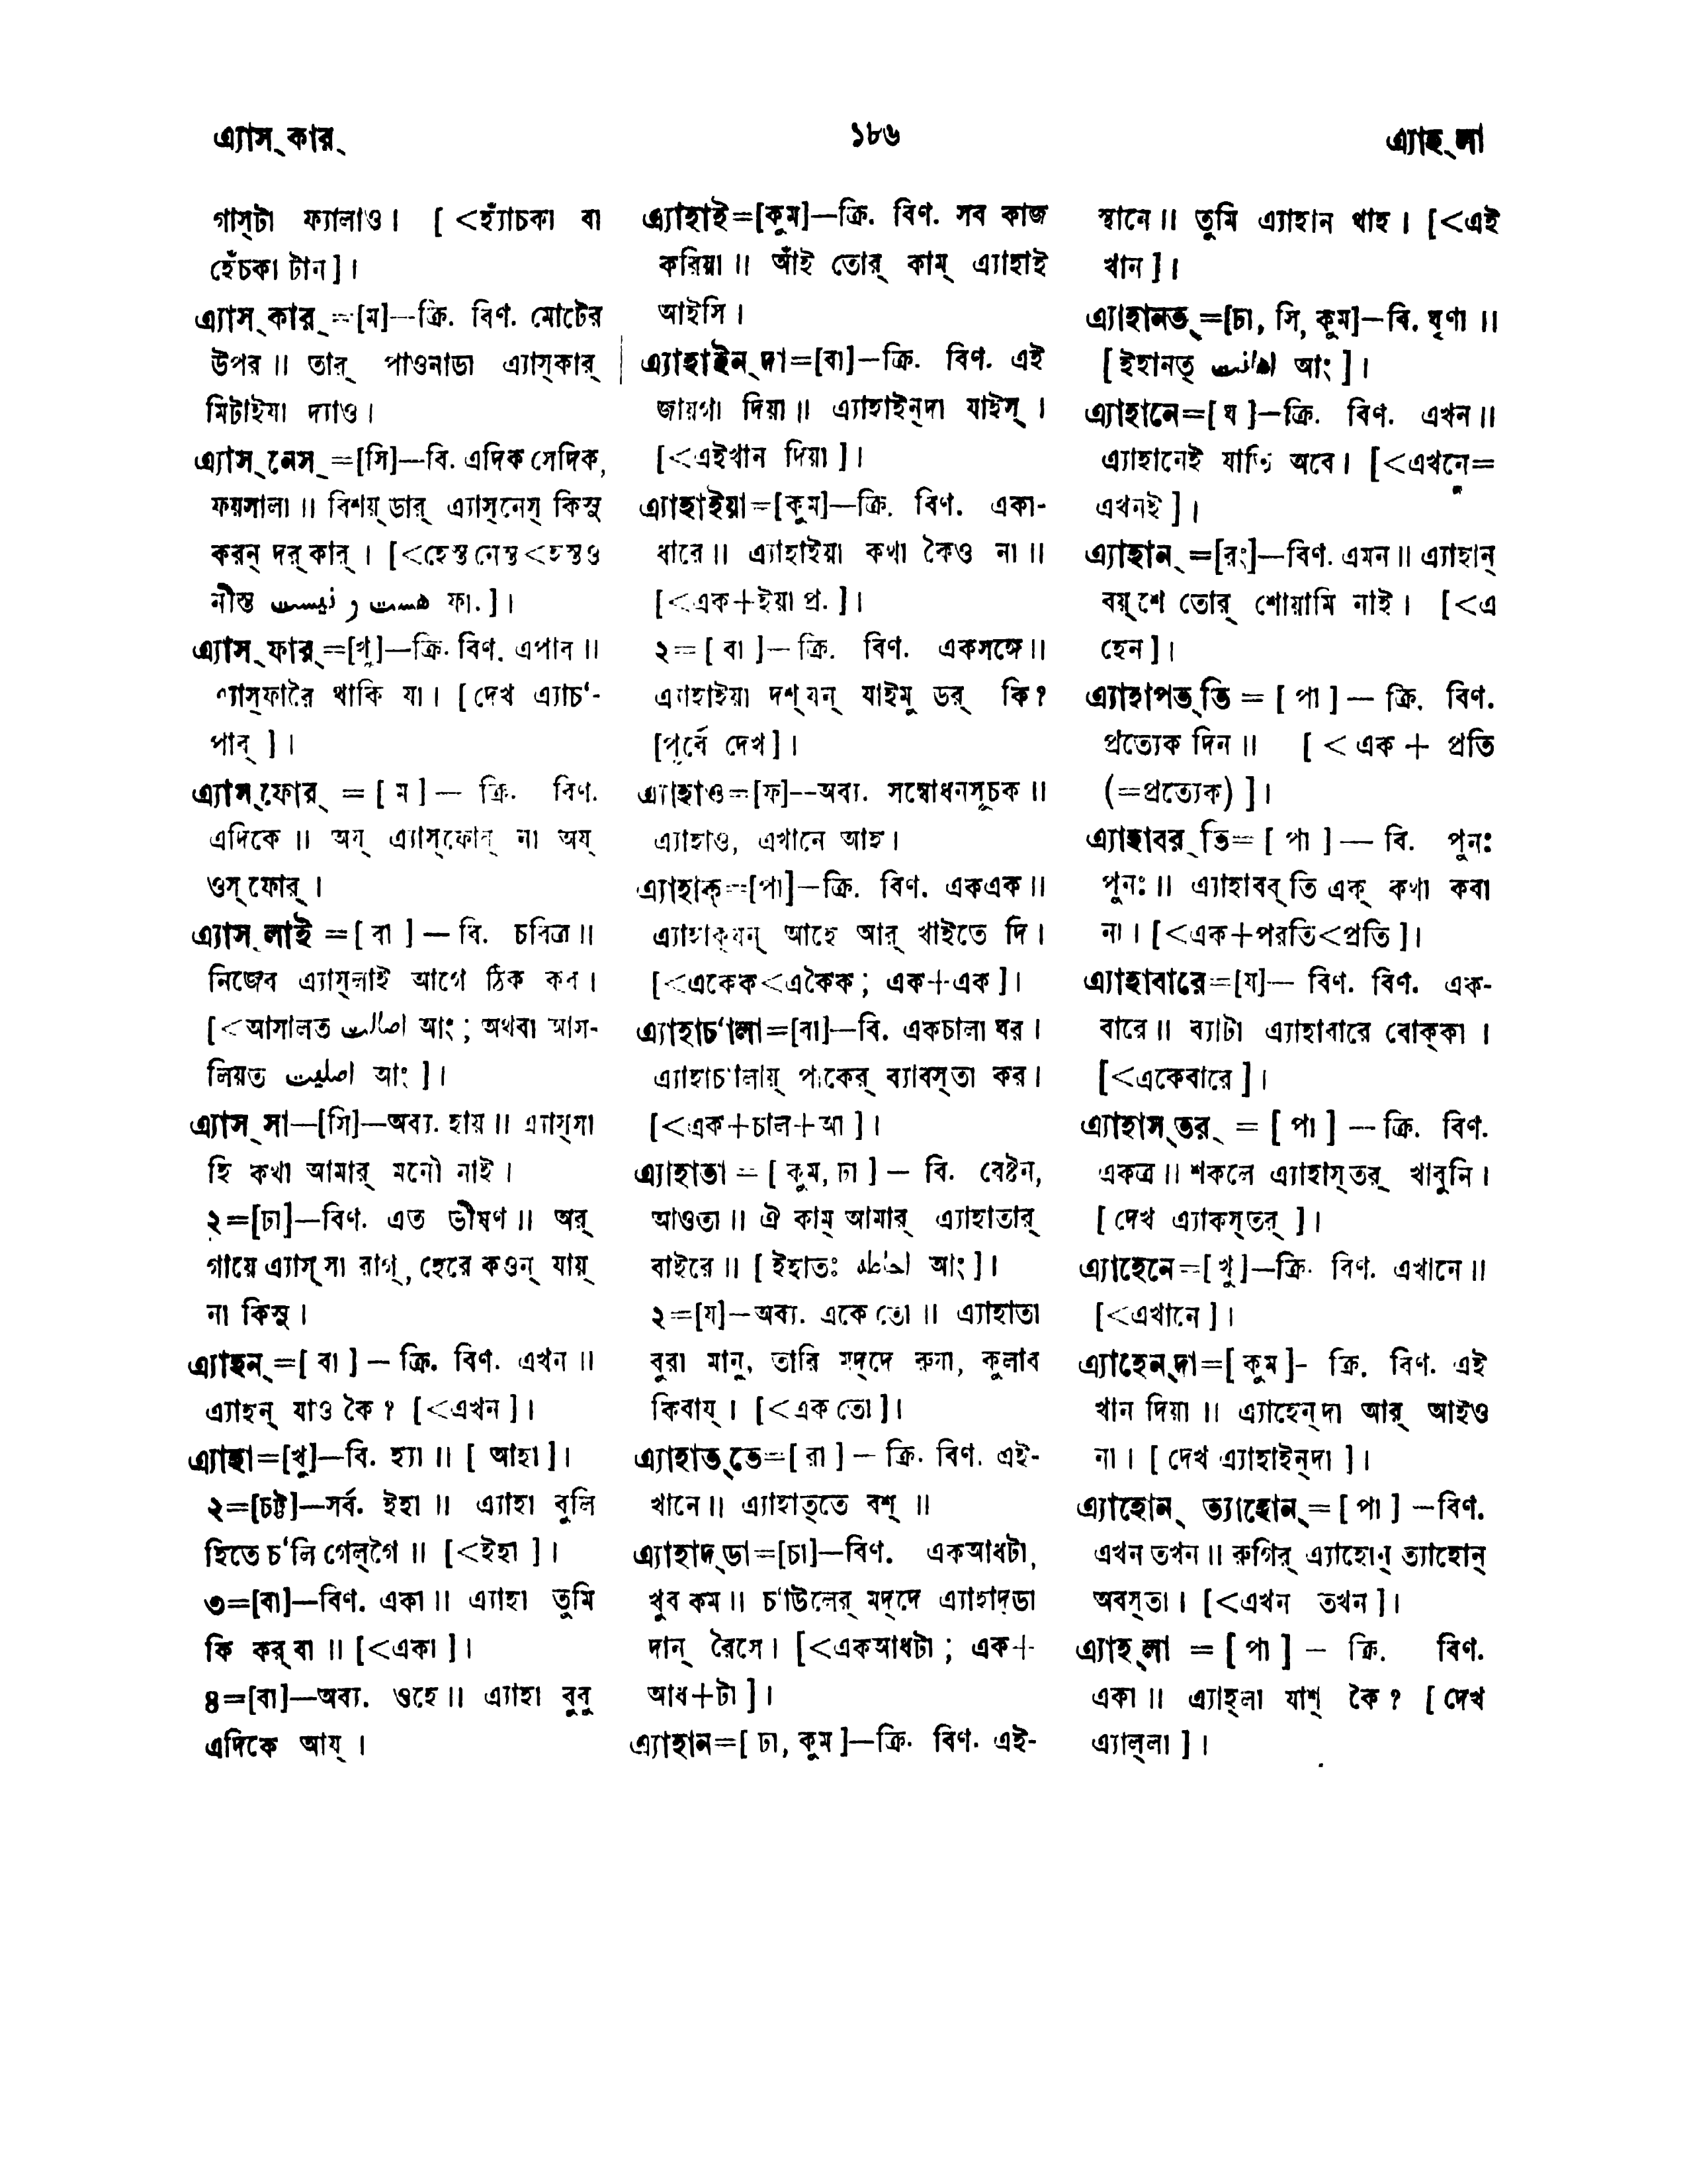 এ্যাস্‌কার্‌ ১৮৬ এ্যাহ্‌লা
গাস্‌টা ফ্যালাও। [ <হ্যাঁচকা বা
হেঁচকা টান]।
এ্যাস্‌কার্‌=[ম]—ক্রি. বিণ. মোটের
উপর॥ তার্‌ পাওনাডা এ্যাস্‌কার্‌
মিটাইযা দ্যাও।
এ্যাস্‌নেস্‌=[সি]—বি. এদিক সেদিক,
ফয়সালা॥ বিশয়্‌ডার্‌ এ্যাস্‌নেস্‌ কিস্তু
করন্‌ দর্‌কার্‌। [<হেস্তনেস্ত<হস্তও
নীস্ত هست و نيست ফা.]।
এ্যাস্‌ফার্‌=[খু]—ক্রি. বিণ. এপাব॥
এ্যাস্‌ফারৈ থাকি যা। [দেখ এ্যাচ‘-
পাব্‌ ]।
এ্যাস্‌ফোর্‌ = [ ম ] — ক্রি. বিণ.
এদিকে॥ অয্‌ এ্যাস্‌ফোব্‌ না অয্‌
ওস্‌ফোর্‌।
এ্যাস্‌লাই =[ বা ] — বি. চবিত্র॥
নিজেব এ্যাস্‌লাই আগে ঠিক কব।
[<আসালত اصالت আং; অথবা আস-
লিয়ত اصليت আং ]।
এ্যাস্‌সা—[সি]—অব্য. হায়॥ এ্যাস্‌সা
হি কথা আমার্‌ মনৌ নাই।
২=[ঢা]—বিণ. এত ভীষণ॥ অর্‌
গায়ে এ্যাস্‌সা রাগ্‌, হেরে কওন্‌ যায়্‌
না কিস্তু।
এ্যাহন্‌=[ বা ] — ক্রি. বিণ. এখন॥
এ্যাহন্‌ যাও কৈ? [<এখন]।
এ্যাহা=[খু]—বি. হ্যা॥ [ আহা]।
২=[চট্ট]—সর্ব. ইহা॥ এ্যাহা বুলি
হিতে চ‘লি গেল্‌গৈ॥ [<ইহা ]।
৩=[বা]—বিণ. একা॥ এ্যাহা তুমি
কি কর্‌বা॥ [<একা]।
৪=[বা]—অব্য. ওহে॥ এ্যাহা বুবু
এদিকে আয্‌।
এ্যাহাই=[কুম]—ক্রি. বিণ. সব কাজ
করিয়া॥ আঁই তোর্‌ কাম্‌ এ্যাহাই
আইসি।
এ্যাহাইন্‌দা=[বা]—ক্রি. বিণ. এই
জায়গা দিয়া॥ এ্যাহাইন্‌দা যাইস্‌।
[<এইখান দিয়া]।
এ্যাহাইয়া=[কুম]—ক্রি. বিণ. একা-
ধারে॥ এ্যাহাইয়া কথা কৈও না॥
[<এক+ইয়া প্র.]।
২=[ বা ]—ক্রি. বিণ. একসঙ্গে॥
এ্যাহাইয়া দশ্‌যন্‌ যাইমু ডর্‌ কি?
[পূর্বে দেখ]।
এ্যাহাও=[ফ]--অব্য. সম্বোধনসূচক॥
এ্যাহাও, এখানে আহ।
এ্যাহাক্‌=[পা]—ক্রি. বিণ. একএক॥
এ্যাহাক্‌যন্‌ আহে আর্‌ খাইতে দি।
[<একেক<একৈক; এক+এক]।
এ্যাহাচ‘লা=[বা]—বি. একচালা ঘর।
এ্যাহাচ‘লায়্‌ পাকের্‌ ব্যাবস্তা কর।
[<এক+চাল+আ]।
এ্যাহাতা = [ কুম, ঢা ] — বি. বেষ্টন,
আওতা॥ ঐ কাম্‌ আমার্‌ এ্যাহাতার্‌
বাইরে॥ [ ইহাতঃ احاطه আং]।
২=[য]—অব্য. একে তো॥ এ্যাহাতা
বুরা মানু, তারি মদ্‌দে রুগা, কুলাব
কিবায্‌। [<এক তো]।
এ্যাহাত্‌তে=[ রা ] — ক্রি. বিণ. এই-
খানে॥ এ্যাহাত্‌তে বশ্‌॥
এ্যাহাদ্‌ডা=[চা]—বিণ. একআধটা,
খুব কম॥ চ‘াউলের্‌ মদ্‌দে এ্যাহাদ্‌ডা
দান্‌ রৈসে। [<একআধটা; এক+
আধ+টা]।
এ্যাহান=[ ঢা, কুম]—ক্রি. বিণ. এই-
স্থানে॥ তুমি এ্যাহান থাহ। [<এই
খান]।
এ্যাহানত্‌=[চা, সি, কুম]—বি. ঘৃণা॥
[ইহানত্‌ اهانت আং]।
এ্যাহানে=[ য ]—ক্রি. বিণ. এখন॥
এ্যাহানেই যাতি অবে। [<এখনে=
এখনই]।
এ্যাহান্‌=[রং]—বিণ. এমন॥ এ্যাহান্‌
বয়্‌শে তোর্‌ শোয়ামি নাই। [<এ
হেন]।
এ্যাহাপত্‌তি = [ পা ] — ক্রি. বিণ.
প্রত্যেক দিন॥ [ < এক + প্রতি
(=প্রত্যেক) ]।
এ্যাহাবর্‌তি=[ পা ] — বি. পুনঃ
পুনঃ॥ এ্যাহাবব্‌তি এক্‌ কথা কবা
না। [<এক+পরতি<প্রতি]।
এ্যাহাবারে=[য]— বিণ. বিণ. এক-
বারে॥ ব্যাটা এ্যাহাবারে বোক্‌কা।
[<একেবারে]।
এ্যাহাস্‌তর্‌ = [ পা ] —ক্রি. বিণ.
একত্র॥ শকলে এ্যাহাস্‌তর্‌ খাবুনি।
[ দেখ এ্যাকস্‌তর্‌ ]।
এ্যাহেনে=[খু]—ক্রি. বিণ. এখানে॥
[<এখানে]।
এ্যাহেন্‌দা=[ কুম ]- ক্রি. বিণ. এই
খান দিয়া॥ এ্যাহেন্‌দা আর্‌ আইও
না। [ দেখ এ্যাহাইন্‌দা ]।
এ্যাহোন্‌ ত্যাহোন্‌=[ পা ] —বিণ.
এখন তখন॥ রুগির্‌ এ্যাহোন্‌ ত্যাহোন্‌
অবস্‌তা। [<এখন তখন]।
এ্যাহ্‌লা = [ পা ] — ক্রি. বিণ.
একা॥ এ্যাহ্‌লা যাশ্‌ কৈ? [ দেখ
এ্যাল্‌লা ]।